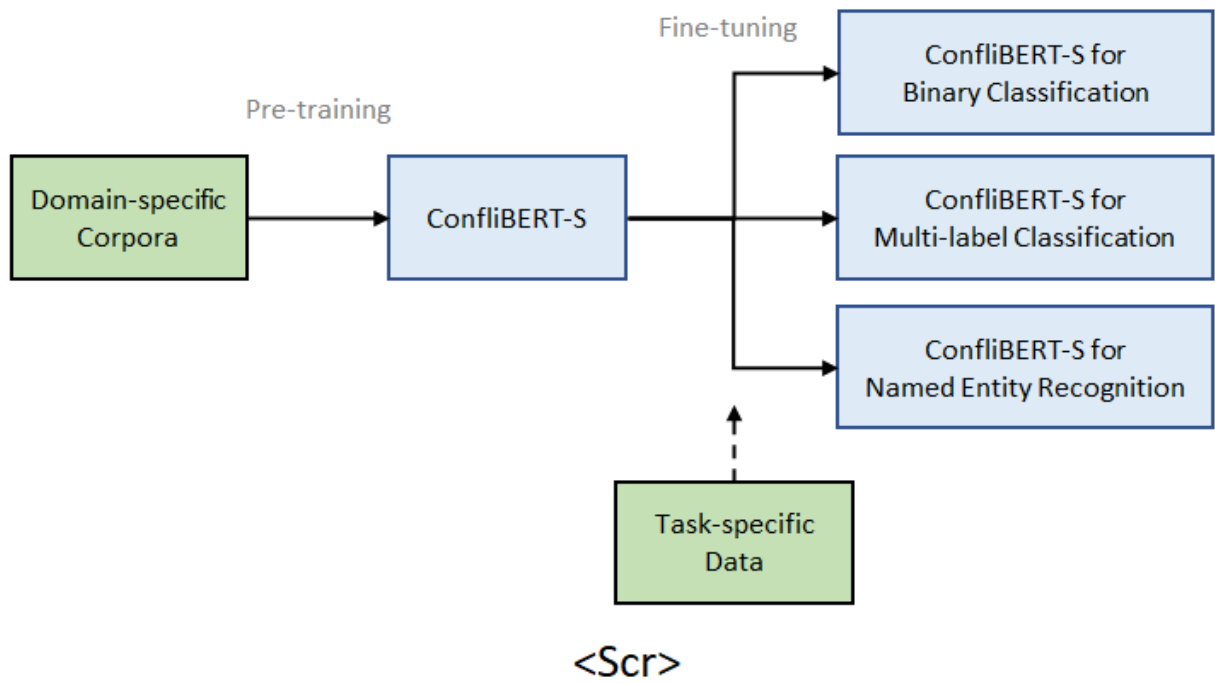 Fine-tuning
ConfliBERT-S for
Binary Classification
Pre-training
Domain-specific
Corpora
ConfliBERT-S
ConfliBERT-S for
Multi-label Classification
ConfliBERT-S for
Named Entity Recognition
Task-specific
Data
<Scr>